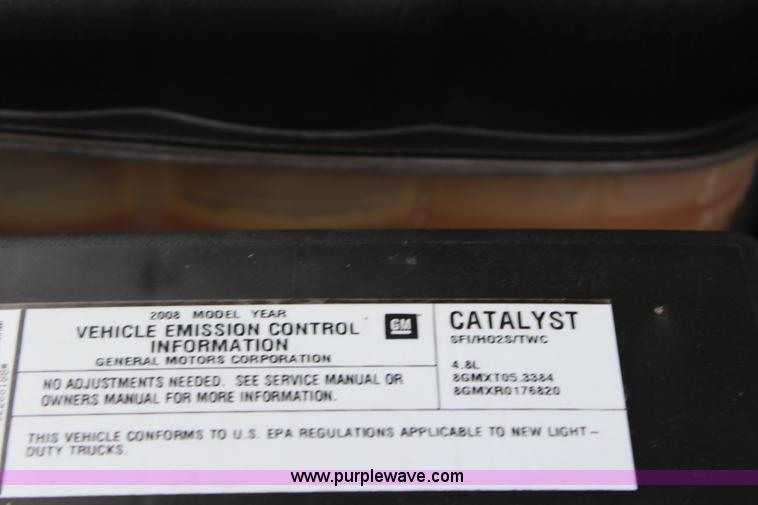 2008 MODEL YEAR
VEHICLE EMISSION CONTROL
INFORMATION
GENERAL MOTORS CORPORATION
GM
NO ADJUSTMENTS NEEDED. SEE SERVICE MANUAL OR
OWNERS MANUAL FOR MORE INFORMATION.
CATALYST
SFI/HO2S/TWC
4.8L
8GMXT05.3384
8GMXR0176820
THIS VEHICLE CONFORMS TO U.S. EPA REGULATIONS APPLICABLE TO NEW LIGHT-
DUTY TRUCKS.
www.purplewave.com